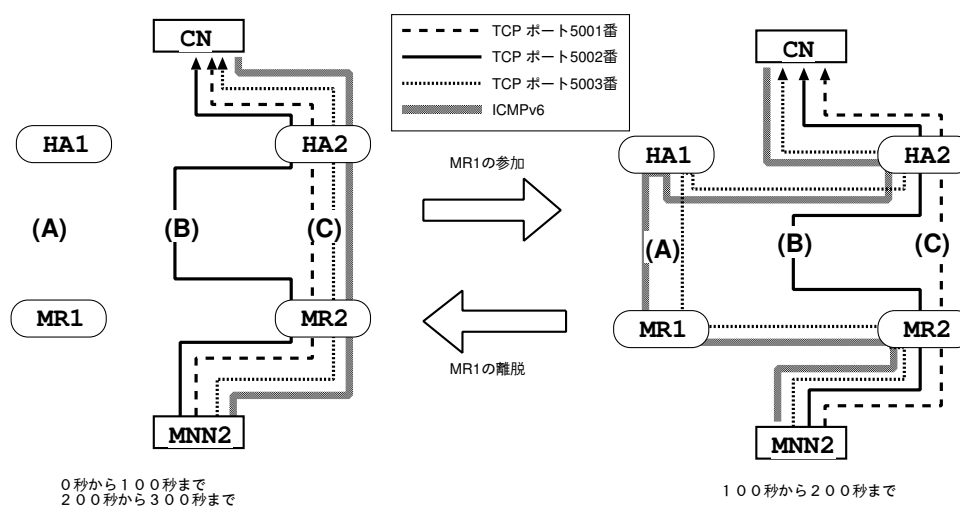 CN
HA1
HA2
(A)
(B)
(C)
MR1
MR2
MNN2
0秒から100秒まで
200秒から300秒まで
TCP ポート5001番
TCP ポート5002番
TCP ポート5003番
ICMPv6
MR1の参加
MR1の離脱
CN
HA1
HA2
(A)
(B)
(C)
MR1
MR2
MNN2
100秒から200秒まで